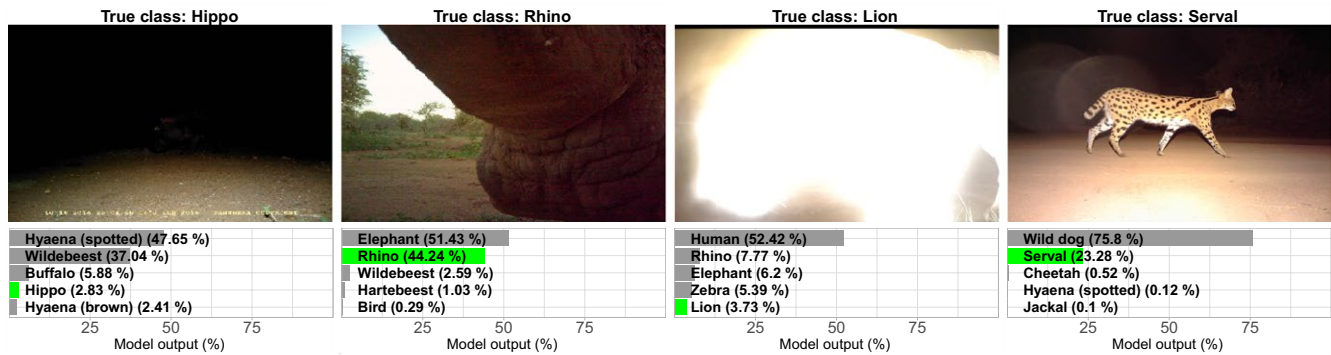 True class: Hippo
Hyaena (spotted) (47.65 %)
Wildebeest (37.04 %)
Buffalo (5.88 %)
Hippo (2.83 %)
Hyaena (brown) (2.41 %)
25 50 75
Model output (%)
True class: Rhino
Elephant (51.43 %)
Rhino (44.24 %)
Wildebeest (2.59 %)
Hartebeest (1.03 %)
Bird (0.29 %)
25 50 75
Model output (%)
True class: Lion
Human (52.42 %)
Rhino (7.77 %)
Elephant (6.2 %)
Zebra (5.39 %)
Lion (3.73 %)
25 50 75
Model output (%)
True class: Serval
Wild dog (75.8 %)
Serval (23.28 %)
Cheetah (0.52 %)
Hyaena (spotted) (0.12 %)
Jackal (0.1 %)
25 50 75
Model output (%)